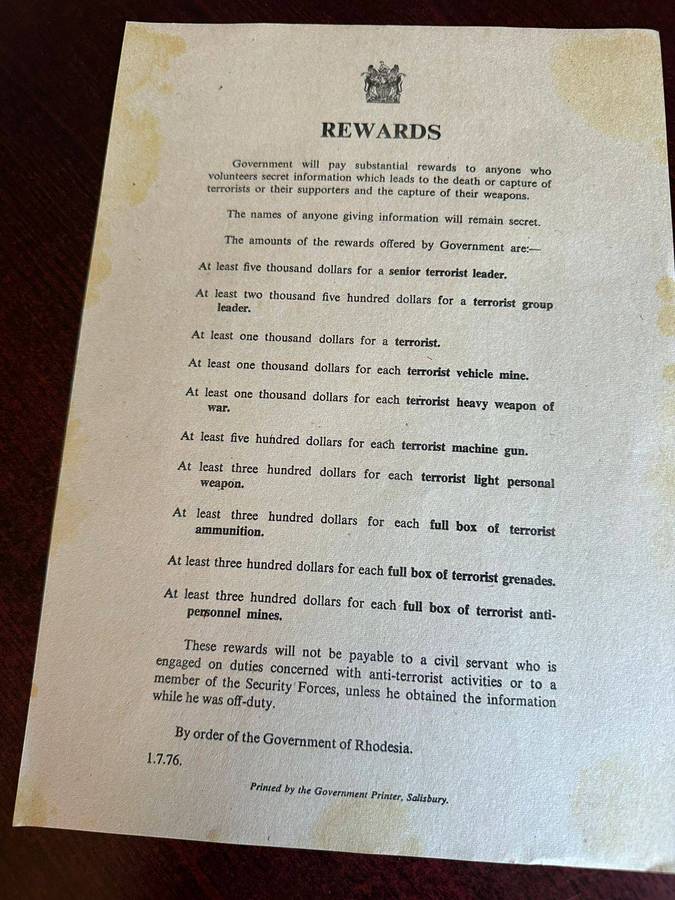 REWARDS
Government will pay substantial rewards to anyone who
volunteers secret information which leads to the death or capture of
terrorists or their supporters and the capture of their weapons.
The names of anyone giving information will remain secret.
The amounts of the rewards offered by Government are:—
At least five thousand dollars for a senior terrorist leader.
At least two thousand five hundred dollars for a terrorist group
leader.
At least one thousand dollars for a terrorist.
At least one thousand dollars for each terrorist vehicle mine.
At least one thousand dollars for each terrorist heavy weapon of
war.
At least five hundred dollars for each terrorist machine gun.
At least three hundred dollars for each terrorist light personal
weapon.
At least three hundred dollars for each full box of terrorist
ammunition.
At least three hundred dollars for each full box of terrorist grenades.
At least three hundred dollars for each full box of terrorist anti-
personnel mines.
These rewards will not be payable to a civil servant who is
engaged on duties concerned with anti-terrorist activities or to a
member of the Security Forces, unless he obtained the information
while he was off-duty.
By order of the Government of Rhodesia.
1.7.76.
Printed by the Government Printer, Salisbury.